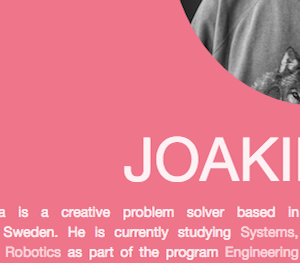 JOAKI
a is a creative problem solver based in
Sweden. He is currently studying Systems,
Robotics as part of the program Engineering